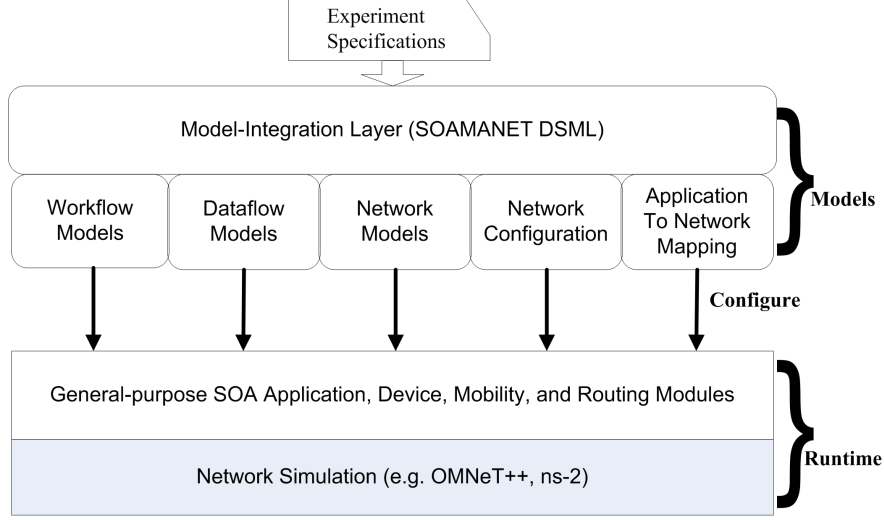 Experiment
Specifications
Model-Integration Layer (SOAMANET DSML)
Workflow
Models
Dataflow
Models
Network
Models
Network
Configuration
Application
To Network
Mapping
Models
Configure
General-purpose SOA Application, Device, Mobility, and Routing Modules
Network Simulation (e.g. OMNeT++, ns-2)
Runtime